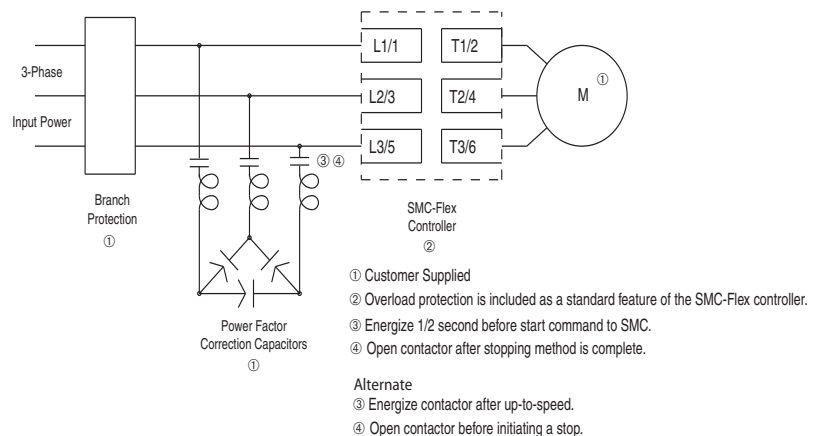 3-Phase
Input Power
Branch
Protection
①
L1/1
T1/2
L2/3
T2/4
L3/5
T3/6
M
①
③ ④
SMC-Flex
Controller
②
Power Factor
Correction Capacitors
①
① Customer Supplied
② Overload protection is included as a standard feature of the SMC-Flex controller.
③ Energize 1/2 second before start command to SMC.
④ Open contactor after stopping method is complete.
Alternate
③ Energize contactor after up-to-speed.
④ Open contactor before initiating a stop.